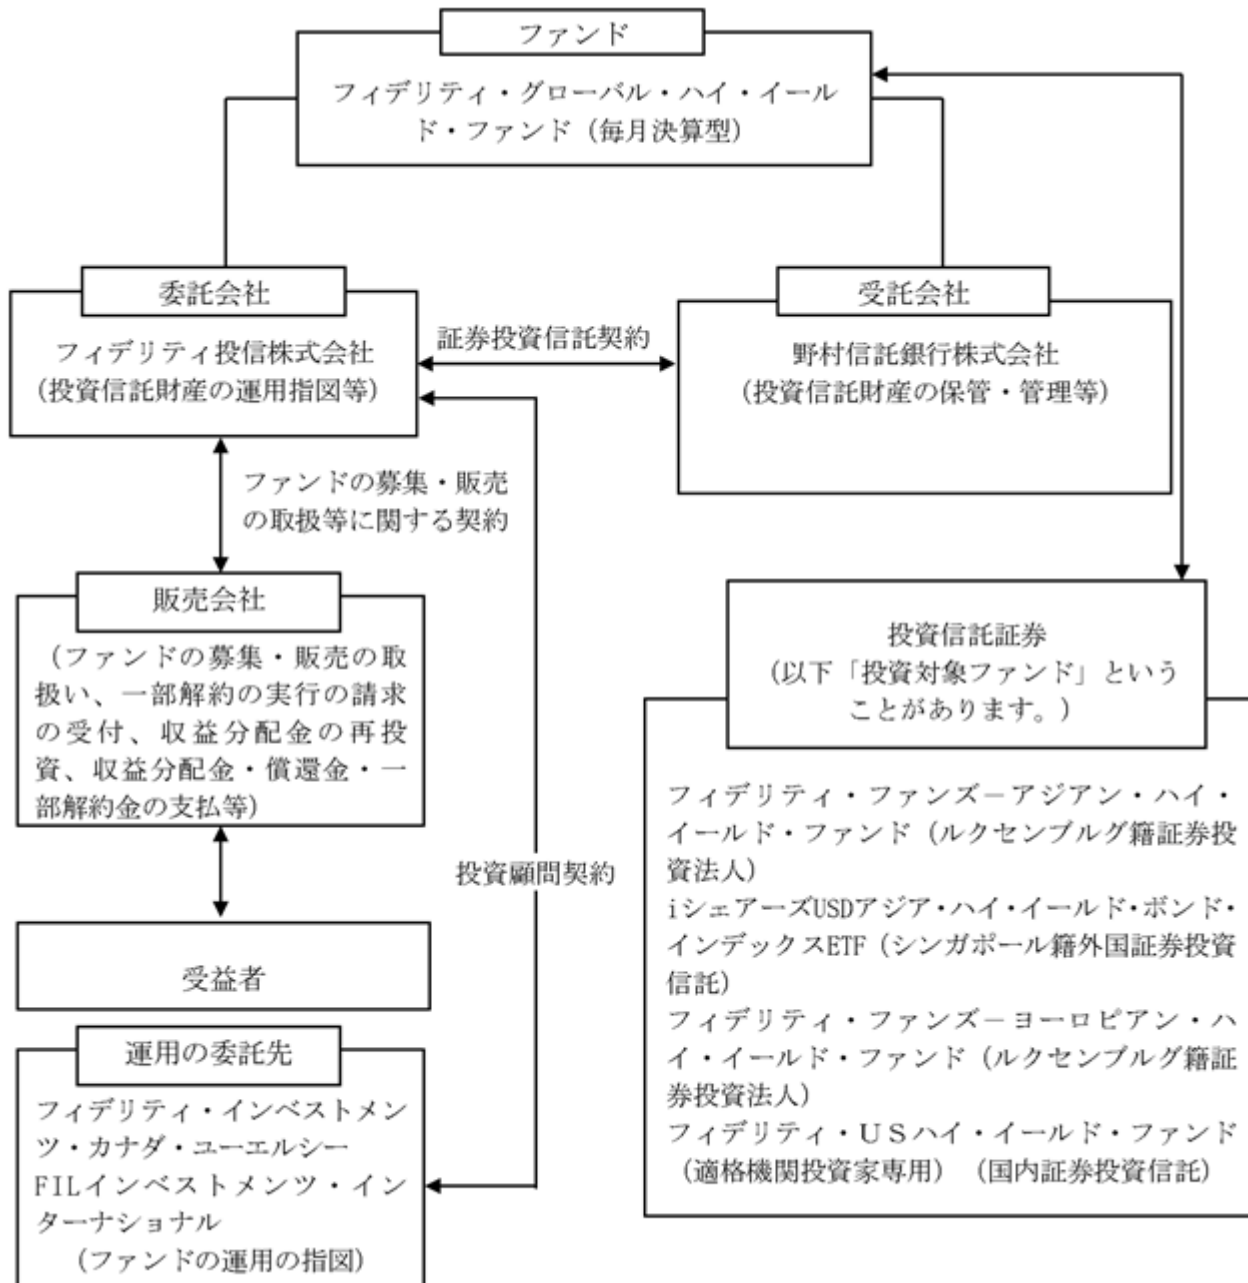 ファンド
フィデリティ・グローバル・ハイ・イール
ド・ファンド（毎月決算型）
委託会社
フィデリティ投信株式会社
（投資信託財産の運用指図等）
証券投資信託契約
受託会社
野村信託銀行株式会社
（投資信託財産の保管・管理等）
ファンドの募集・販売
の取扱等に関する契約
販売会社
（ファンドの募集・販売の取
扱い、一部解約の実行の請求
の受付、収益分配金の再投
資、収益分配金・償還金・一
部解約金の支払等）
投資顧問契約
受益者
運用の委託先
フィデリティ・インベストメン
ツ・カナダ・ユーエルシー
FILインベストメンツ・イン
ターナショナル
（ファンドの運用の指図）
投資信託証券
（以下「投資対象ファンド」という
ことがあります。）
フィデリティ・ファンズ－アジアン・ハイ・
イールド・ファンド（ルクセンブルグ籍証券投
資法人）
iシェアーズUSDアジア・ハイ・イールド・ボンド・
インデックスETF（シンガポール籍外国証券投資
信託）
フィデリティ・ファンズ－ヨーロピアン・ハ
イ・イールド・ファンド（ルクセンブルグ籍証
券投資法人）
フィデリティ・ＵＳハイ・イールド・ファンド
（適格機関投資家専用）（国内証券投資信託）